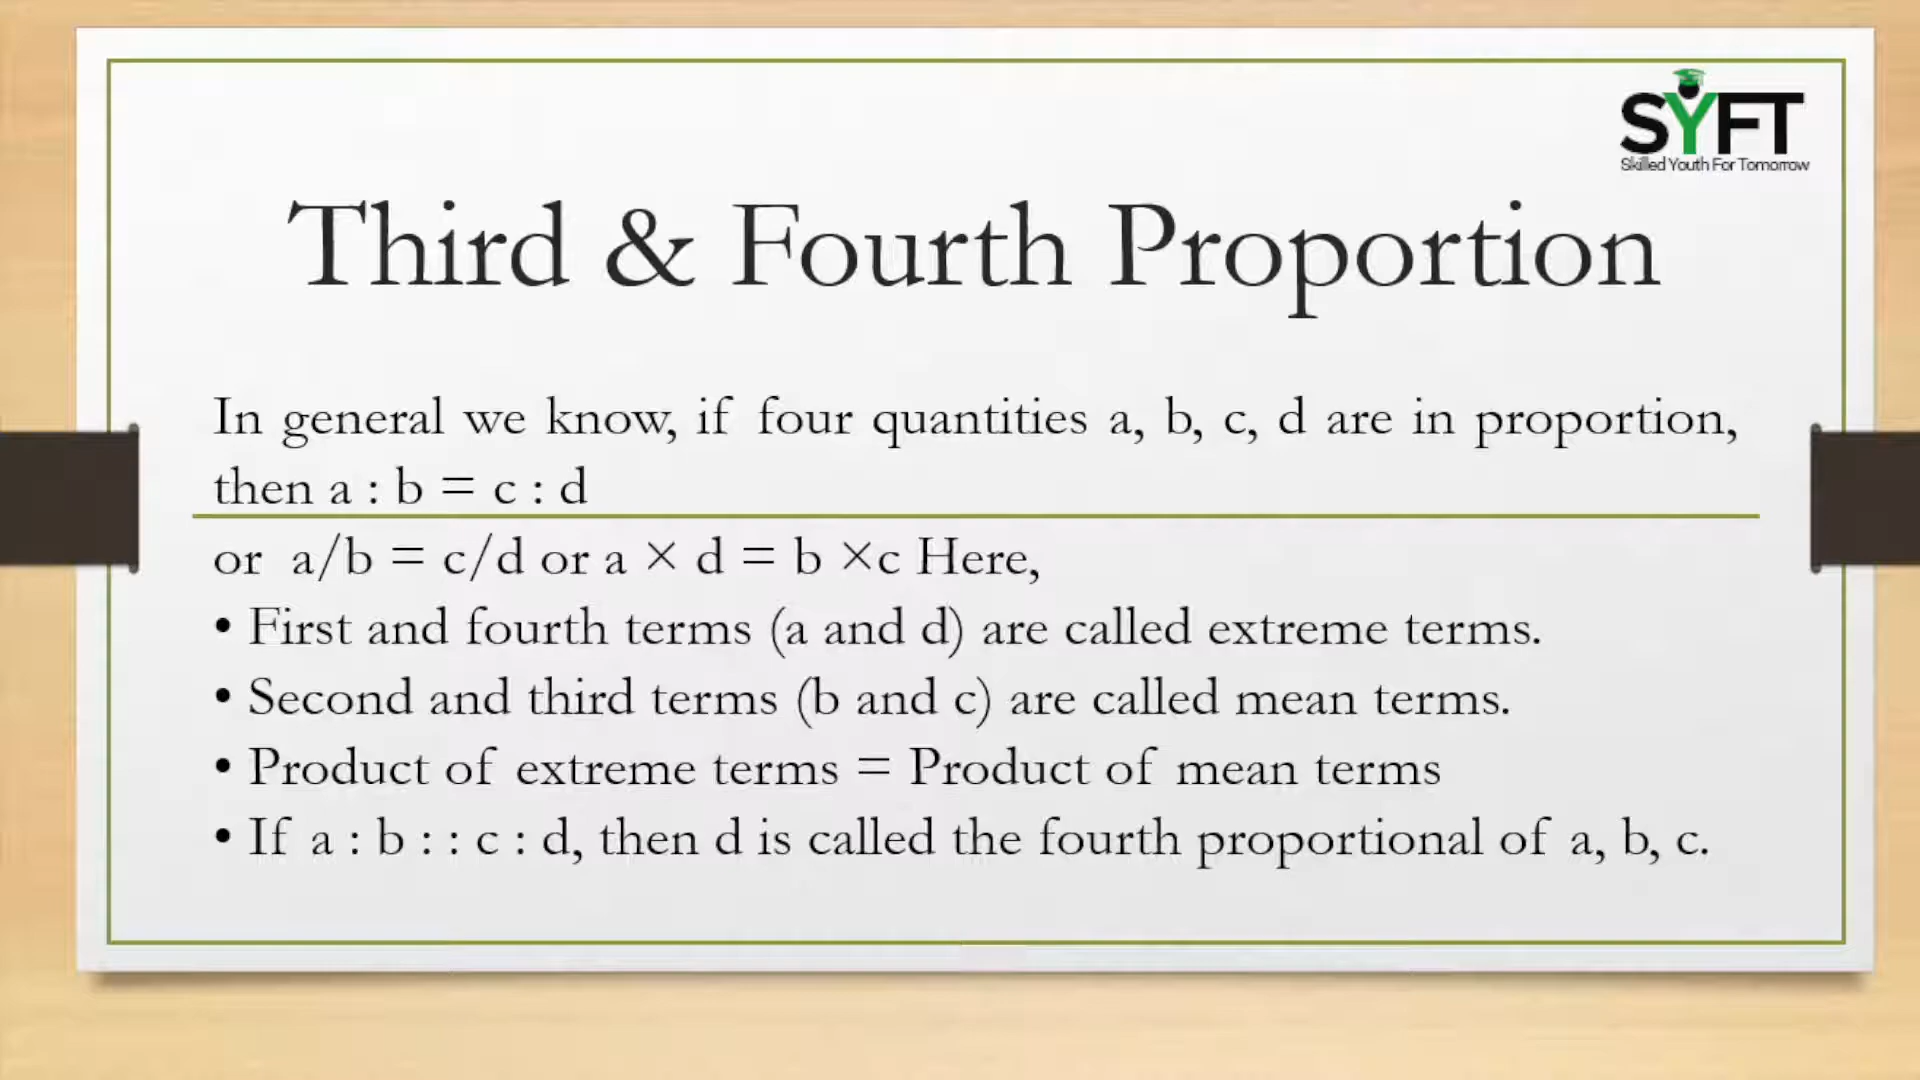 SYFT
Skilled Youth For Tomorrow
Third & Fourth Proportion
In general we know, if four quantities a, b, c, d are in proportion,
then a : b = c : d
or a/b = c/d or a × d = b ×c Here,
• First and fourth terms (a and d) are called extreme terms.
• Second and third terms (b and c) are called mean terms.
• Product of extreme terms = Product of mean terms
• If a : b : : c : d, then d is called the fourth proportional of a, b, c.